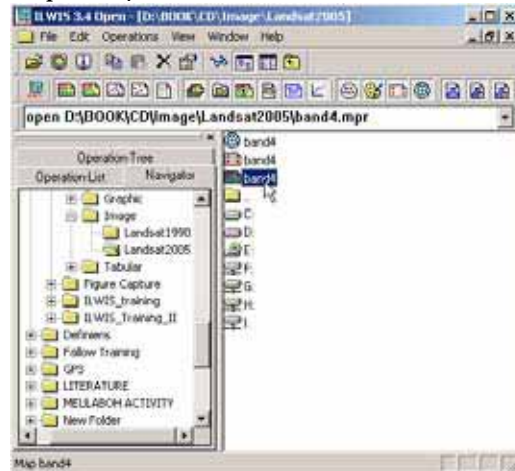 ILWIS 3.4 Open - [D:\BOOK\CD\Image\Landsat2005]
File Edit Operations View Window Help
open D:\BOOK\CD\Image\Landsat2005\band4.mpr
Operation Tree
Operation List Navigator
Graphic
Image
Landsat1990
Landsat2005
Tabular
Figure Capture
ILWIS_training
ILWIS_Training_II
Definiens
Fallow Training
GPS
LITERATURE
MEULABOH ACTIVITY
New Folder
band4
band4
band4
..
C:
D:
E:
F:
G:
H:
I:
Map band4